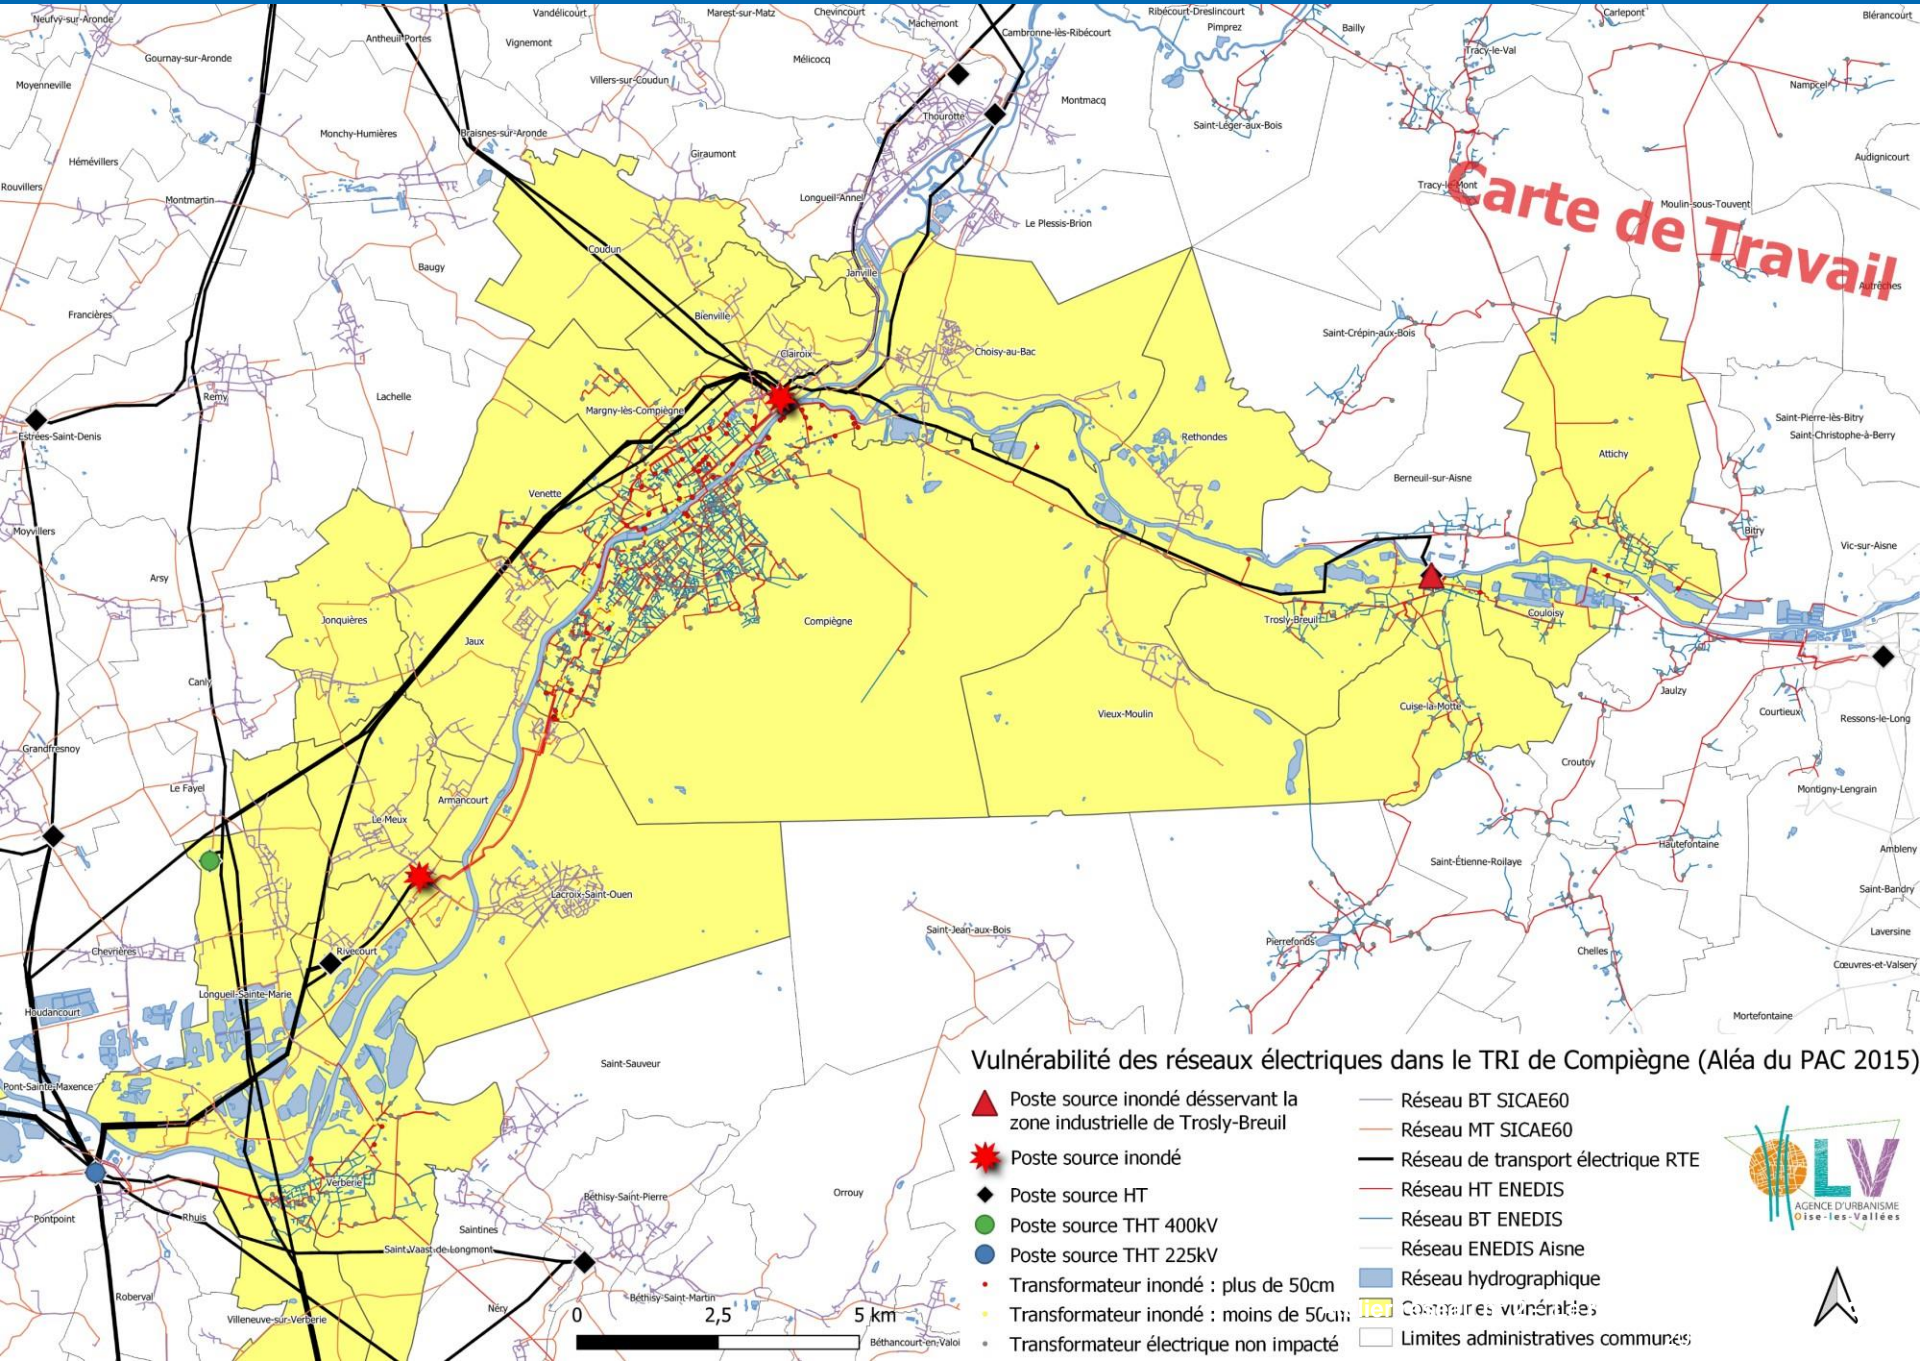 Neufvy-sur-Aronde
Vandélicourt
Marest-sur-Matz
Chevincourt
Machemont
Cambronne-lès-Ribécourt
Ribécourt-Dreslincourt
Pimprez
Bailly
Carlepont
Blérancourt
Antheuil-Portes
Vignemont
Gournay-sur-Aronde
Mélicocq
Tracy-le-Val
Moyenneville
Villers-sur-Coudun
Nampcel
Montmacq
Thourotte
Saint-Léger-aux-Bois
Monchy-Humières
Braisnes-sur-Aronde
Hémévillers
Giraumont
Audignicourt
Rouvillers
Montmartin
Longueil-Annel
Tracy-le-Mont
Carte de Travail
Moulin-sous-Touvent
Le Plessis-Brion
Coudun
Baugy
Janville
Autrêches
Francières
Bienville
Saint-Crépin-aux-Bois
Clairoix
Choisy-au-Bac
Remy
Lachelle
Margny-lès-Compiègne
Saint-Pierre-lès-Bitry
Saint-Christophe-à-Berry
Estrées-Saint-Denis
Rethondes
Attichy
Berneuil-sur-Aisne
Venette
Moyvillers
Bitry
Vic-sur-Aisne
Arsy
Jonquières
Compiègne
Trosly-Breuil
Couloisy
Jaux
Canly
Jaulzy
Cuise-la-Motte
Vieux-Moulin
Courtieux
Ressons-le-Long
Grandfresnoy
Croutoy
Le Fayel
Armancourt
Montigny-Lengrain
Le Meux
Hautefontaine
Ambleny
Saint-Étienne-Roilaye
Lacroix-Saint-Ouen
Saint-Bandry
Saint-Jean-aux-Bois
Pierrefonds
Laversine
Chevrières
Rivecourt
Chelles
Cœuvres-et-Valsery
Longueil-Sainte-Marie
Houdancourt
Mortefontaine
Saint-Sauveur
Pont-Sainte-Maxence
Verberie
Béthisy-Saint-Pierre
Orrouy
Pontpoint
Rhuis
Saintines
Saint-Vaast-de-Longmont
Roberval
Béthisy-Saint-Martin
Néry
Villeneuve-sur-Verberie
Béthancourt-en-Valoi
0 2,5 5 km
Vulnérabilité des réseaux électriques dans le TRI de Compiègne (Aléa du PAC 2015)
Poste source inondé désservant la
zone industrielle de Trosly-Breuil
Poste source inondé
Poste source HT
Poste source THT 400kV
Poste source THT 225kV
Transformateur inondé : plus de 50cm
Transformateur inondé : moins de 50cm
Transformateur électrique non impacté
Réseau BT SICAE60
Réseau MT SICAE60
Réseau de transport électrique RTE
Réseau HT ENEDIS
Réseau BT ENEDIS
Réseau ENEDIS Aisne
Réseau hydrographique
vulnérables
Limites administratives communes
OLV
AGENCE D'URBANISME
Oise-les-Vallées